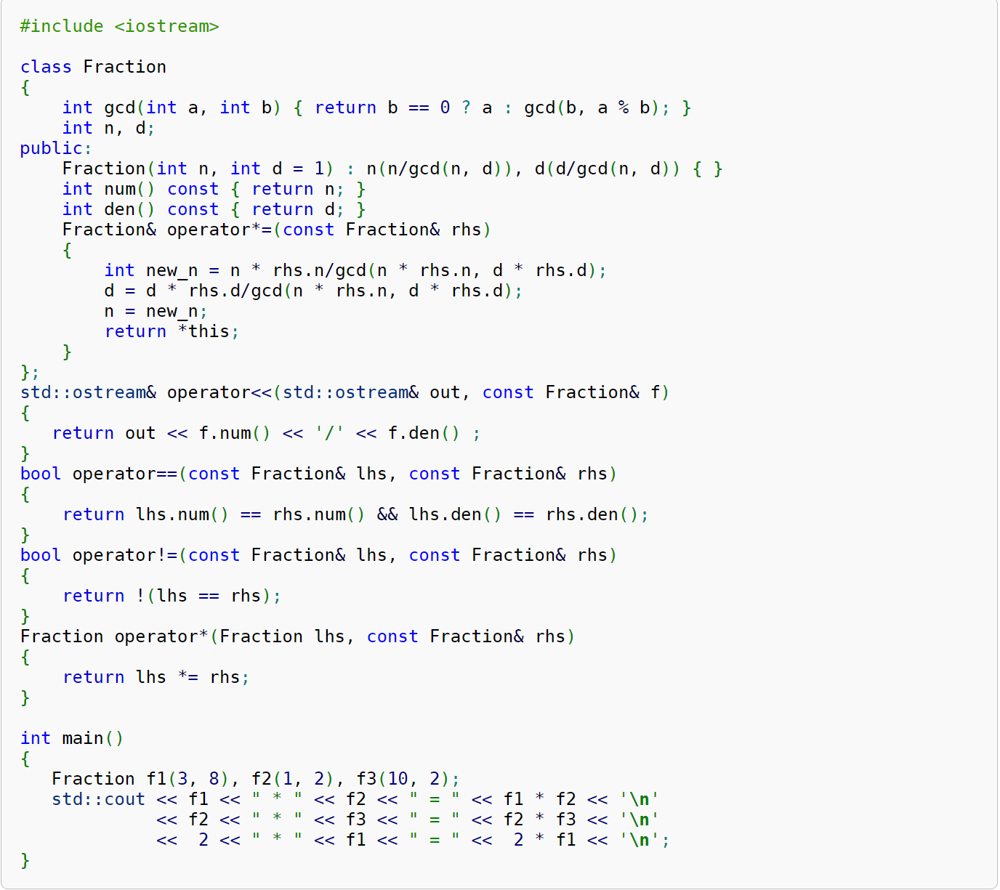 #include <iostream>

class Fraction
{
    int gcd(int a, int b) { return b == 0 ? a : gcd(b, a % b); }
    int n, d;
public:
    Fraction(int n, int d = 1) : n(n/gcd(n, d)), d(d/gcd(n, d)) { }
    int num() const { return n; }
    int den() const { return d; }
    Fraction& operator*=(const Fraction& rhs)
    {
        int new_n = n * rhs.n/gcd(n * rhs.n, d * rhs.d);
        d = d * rhs.d/gcd(n * rhs.n, d * rhs.d);
        n = new_n;
        return *this;
    }
};
std::ostream& operator<<(std::ostream& out, const Fraction& f)
{
   return out << f.num() << '/' << f.den() ;
}
bool operator==(const Fraction& lhs, const Fraction& rhs)
{
    return lhs.num() == rhs.num() && lhs.den() == rhs.den();
}
bool operator!=(const Fraction& lhs, const Fraction& rhs)
{
    return !(lhs == rhs);
}
Fraction operator*(Fraction lhs, const Fraction& rhs)
{
    return lhs *= rhs;
}

int main()
{
   Fraction f1(3, 8), f2(1, 2), f3(10, 2);
   std::cout << f1 << " * " << f2 << " = " << f1 * f2 << '\n'
             << f2 << " * " << f3 << " = " << f2 * f3 << '\n'
             <<  2 << " * " << f1 << " = " <<  2 * f1 << '\n';
}